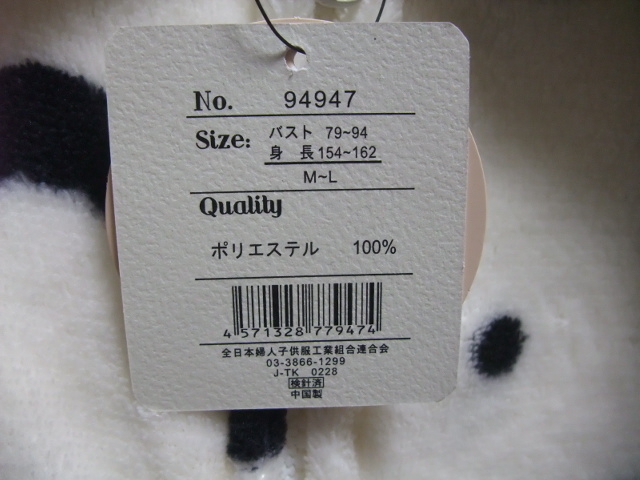 No. 94947
Size: バスト 79~94
身 長 154~162
M~L
Quality
ポリエステル 100%
4 571328 779474
全日本婦人子供服工業組合連合会
03-3866-1299
J-TK 0228
検針済
中国製